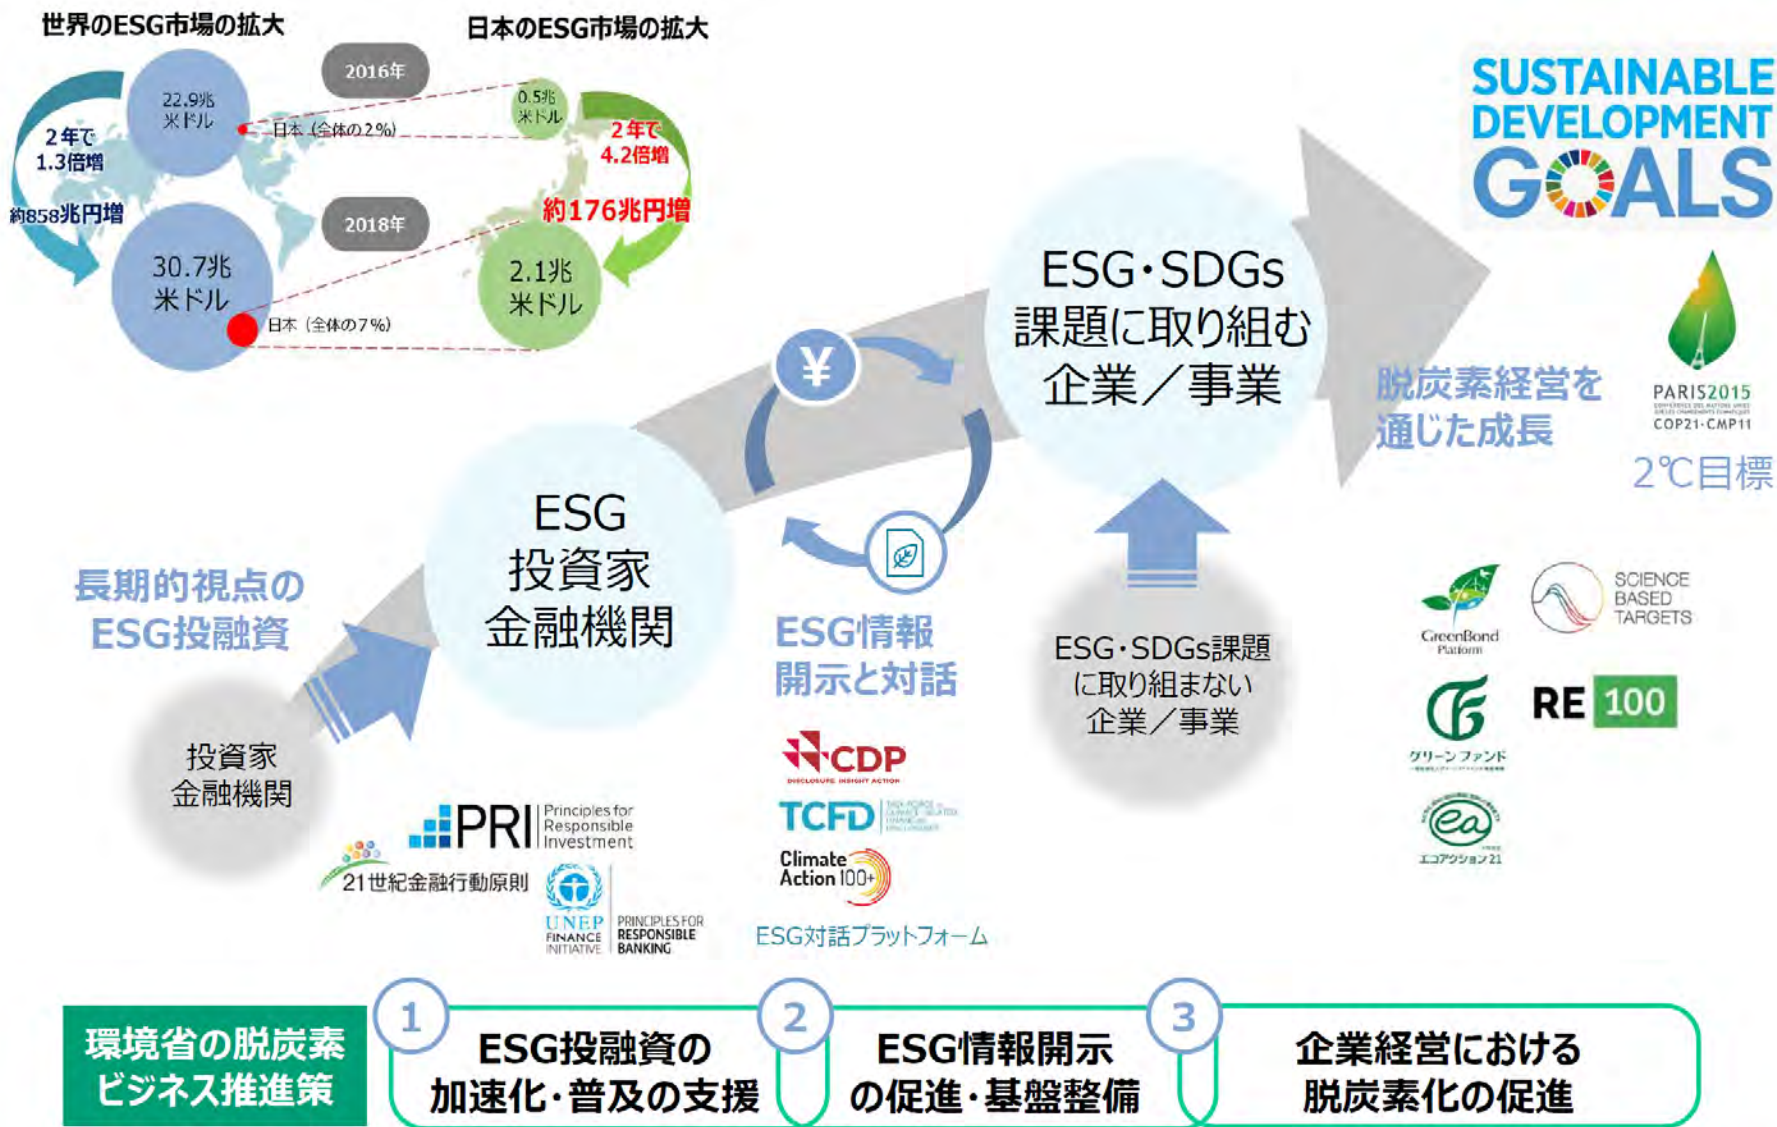 世界のESG市場の拡大
日本のESG市場の拡大
2016年
22.9兆
米ドル
0.5兆
米ドル
日本（全体の2%）
2年で
1.3倍増
2年で
4.2倍増
約858兆円増
約176兆円増
2018年
30.7兆
米ドル
2.1兆
米ドル
日本（全体の7%）
SUSTAINABLE
DEVELOPMENT
GOALS
PARIS2015
COP21・CMP11
2℃目標
脱炭素経営を
通じた成長
ESG・SDGs
課題に取り組む
企業／事業
¥
ESG
投資家
金融機関
長期的視点の
ESG投融資
投資家
金融機関
ESG情報
開示と対話
ESG・SDGs課題
に取り組まない
企業／事業
PRI
Principles for
Responsible
Investment
21世紀金融行動原則
UNEP
FINANCE
INITIATIVE
PRINCIPLES FOR
RESPONSIBLE
BANKING
CDP
DISCLOSURE INSIGHT ACTION
TCFD
Climate
Action 100+
ESG対話プラットフォーム
GreenBond
Platform
SCIENCE
BASED
TARGETS
グリーンファンド
RE 100
ea
エコアクション21
環境省の脱炭素
ビジネス推進策
1
ESG投融資の
加速化・普及の支援
2
ESG情報開示
の促進・基盤整備
3
企業経営における
脱炭素化の促進